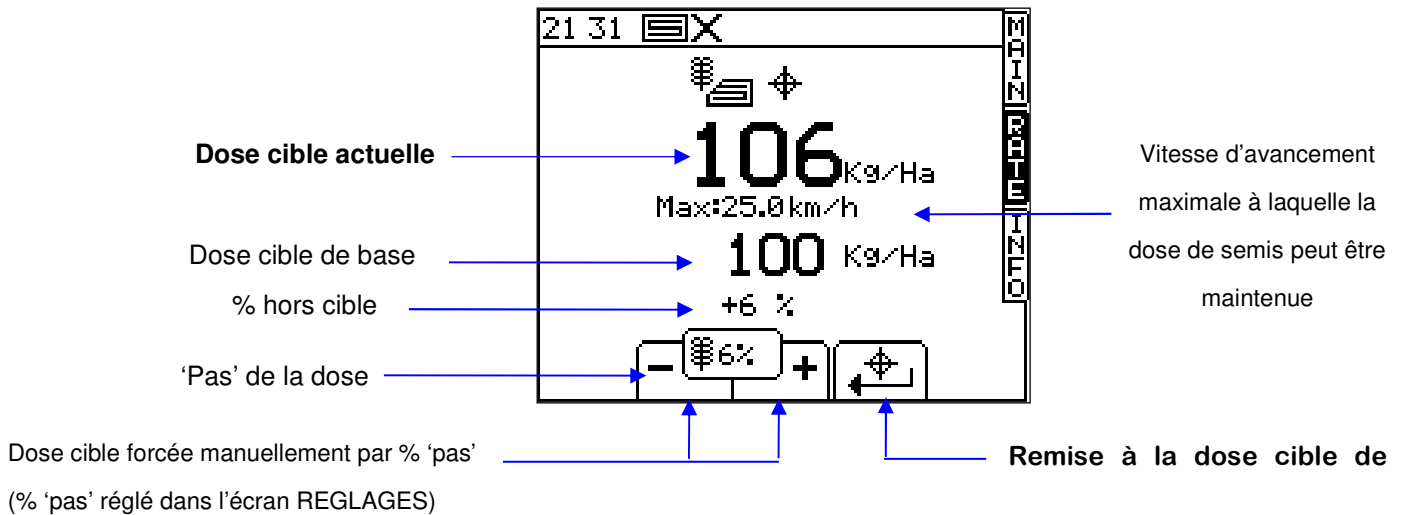 21 31
MAIN
RATE
INFO
Dose cible actuelle
106 Kg/Ha
Max:25.0km/h
Vitesse d’avancement
maximale à laquelle la
dose de semis peut être
maintenue
Dose cible de base
100 Kg/Ha
% hors cible
+6 %
‘Pas’ de la dose
- 6% +
Dose cible forcée manuellement par % ‘pas’
(% ‘pas’ réglé dans l’écran REGLAGES)
Remise à la dose cible de